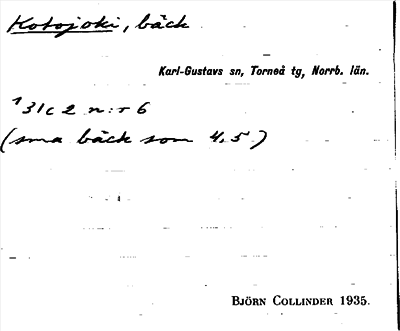 Kotojoki, bäck
Karl-Gustavs sn, Torneå tg, Norrb. län.
31c 2 n:r 6
(sma bäck som 4, 5)
BJÖRN COLLINDER 1935.